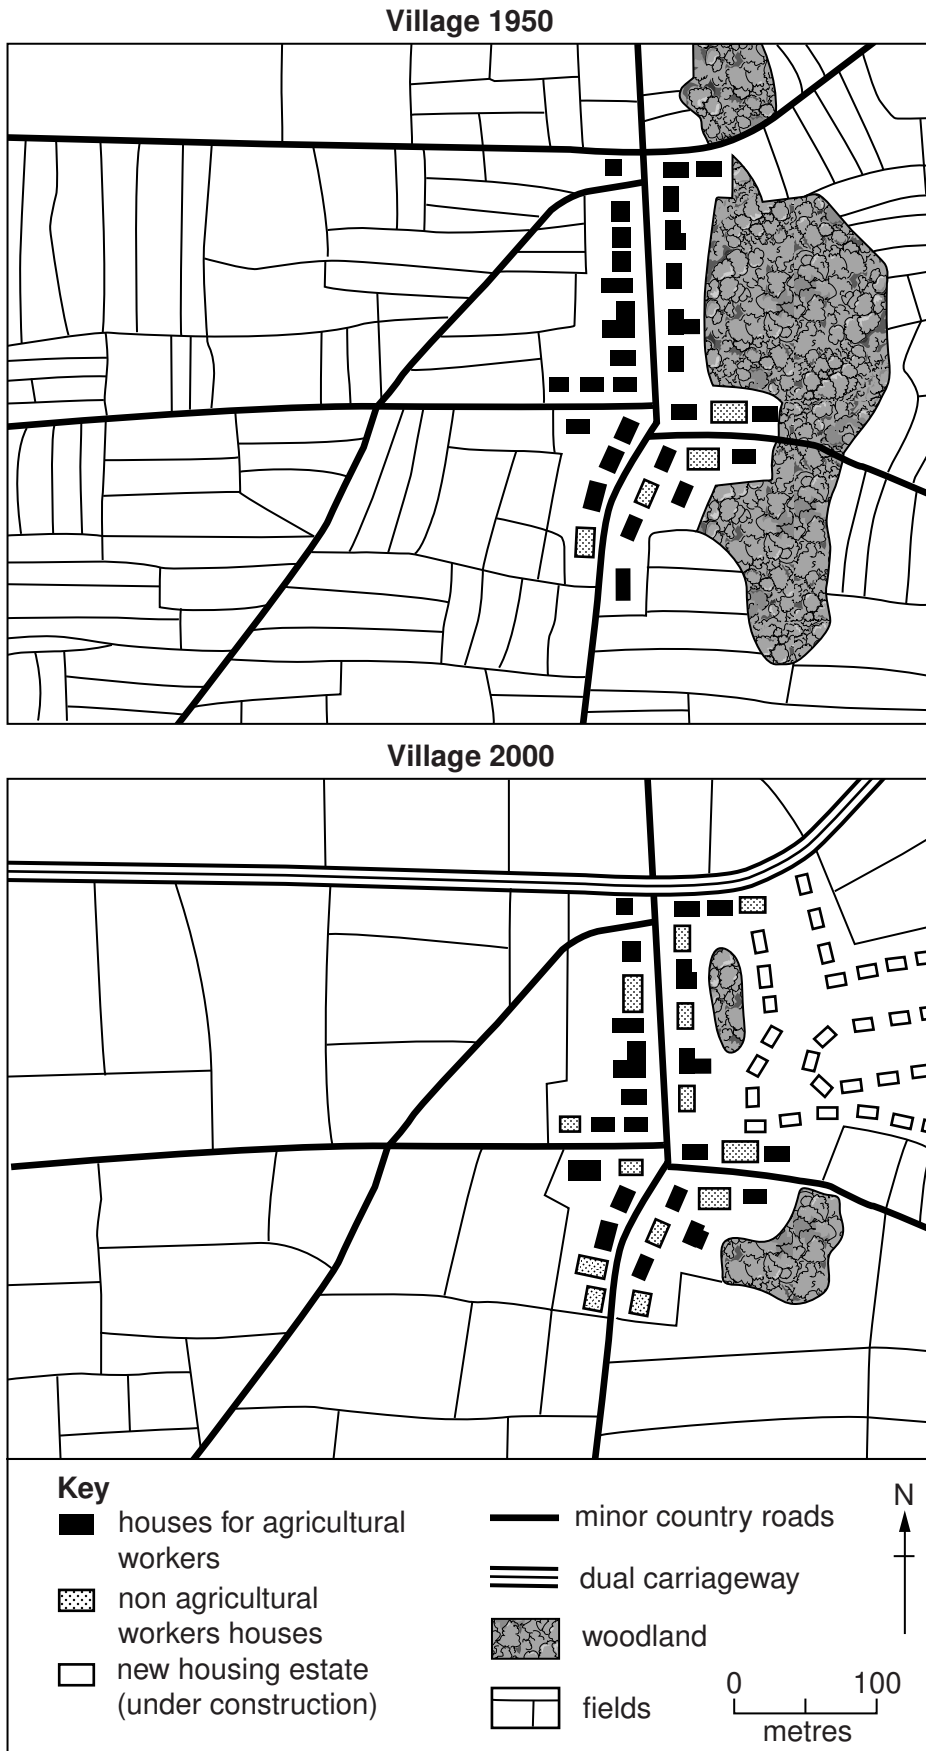 Village 1950
Village 2000
Key
houses for agricultural
workers
non agricultural
workers houses
new housing estate
(under construction)
minor country roads
dual carriageway
woodland
fields
N
0 100
metres